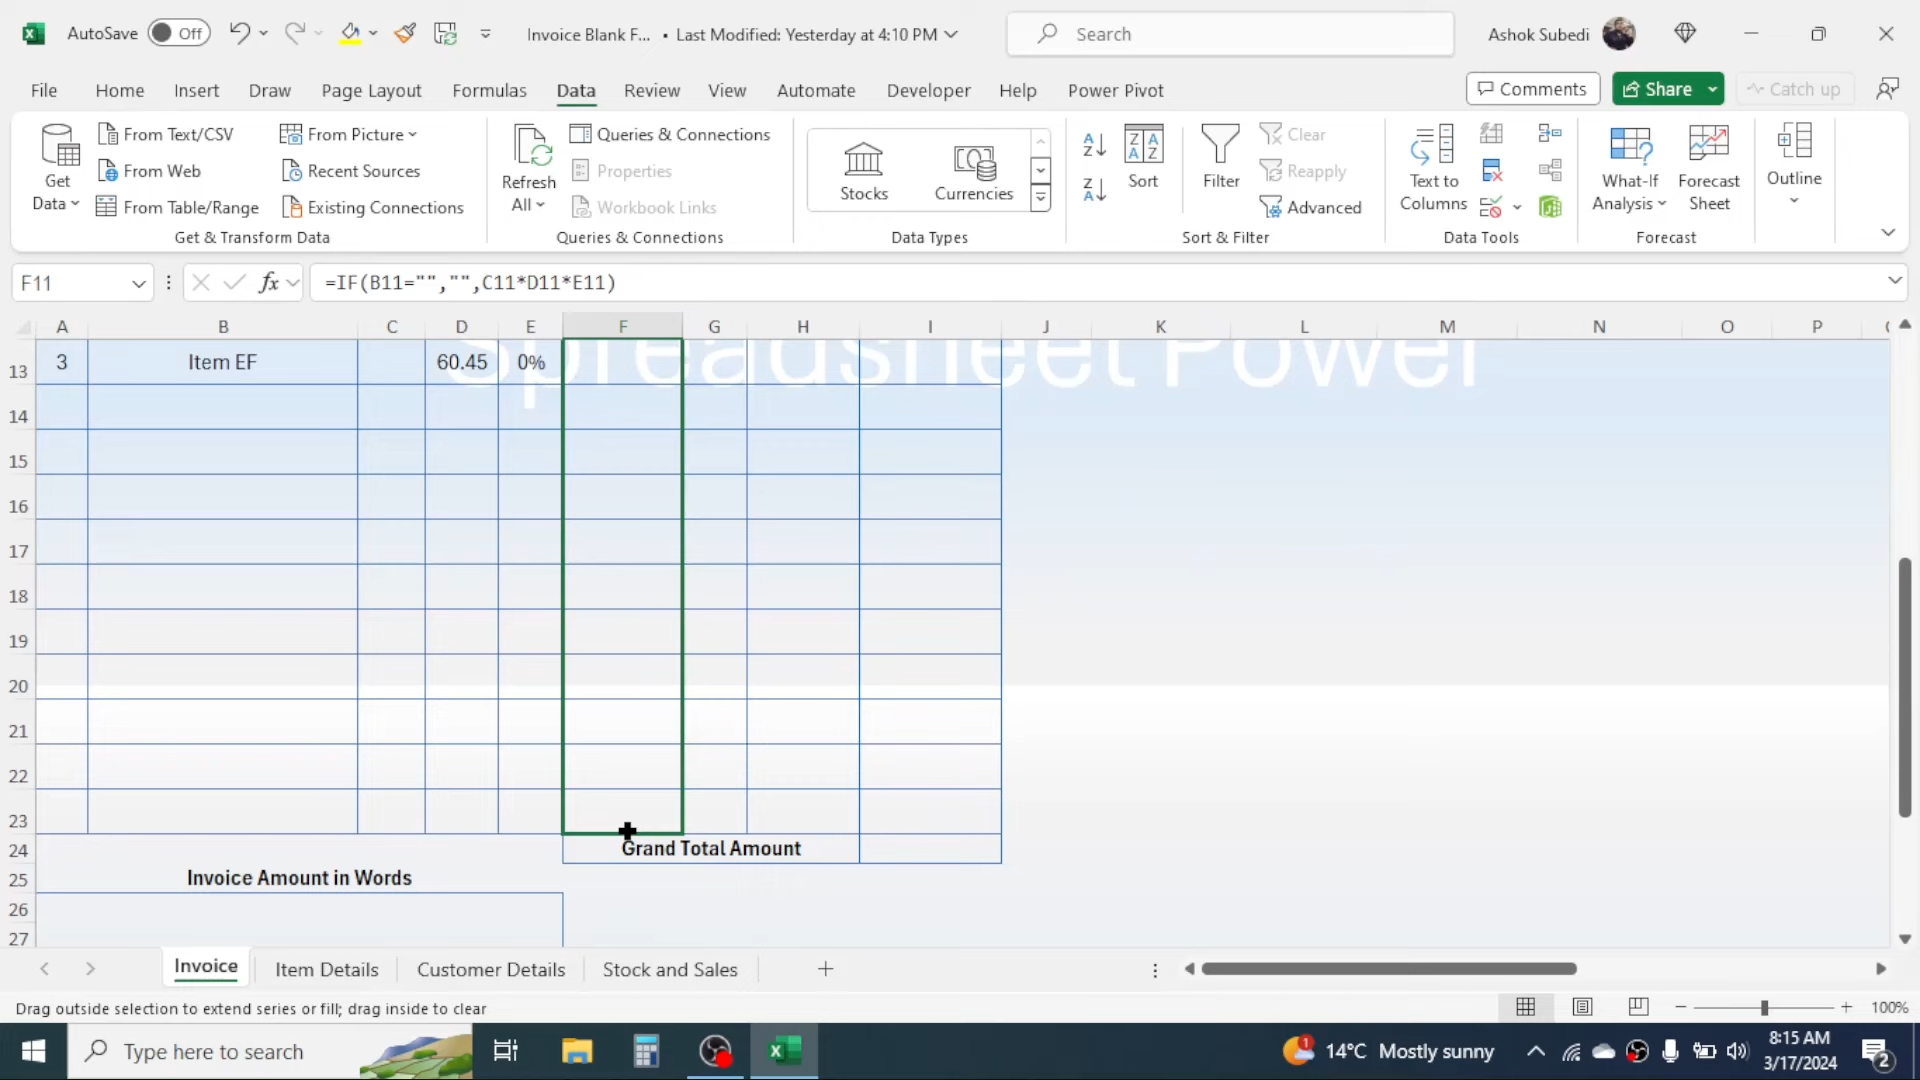 AutoSave Off Invoice Blank F... • Last Modified: Yesterday at 4:10 PM Search Ashok Subedi
File Home Insert Draw Page Layout Formulas Data Review View Automate Developer Help Power Pivot Comments Share Catch up
Get Data
From Text/CSV
From Web
From Table/Range
From Picture
Recent Sources
Existing Connections
Get & Transform Data
Refresh All
Queries & Connections
Properties
Workbook Links
Queries & Connections
Stocks
Currencies
Data Types
Sort
Filter
Clear
Reapply
Advanced
Sort & Filter
Text to Columns
Data Tools
What-If Analysis
Forecast Sheet
Forecast
Outline
F11 fx =IF(B11="","",C11*D11*E11)
A B C D E F G H I J K L M N O P
Spreadsheet Power
13 3 Item EF 60.45 0%
14
15
16
17
18
19
20
21
22
23
24 Grand Total Amount
25 Invoice Amount in Words
26
27
Invoice Item Details Customer Details Stock and Sales
Drag outside selection to extend series or fill; drag inside to clear 100%
Type here to search 1 14°C Mostly sunny 8:15 AM
3/17/2024 2